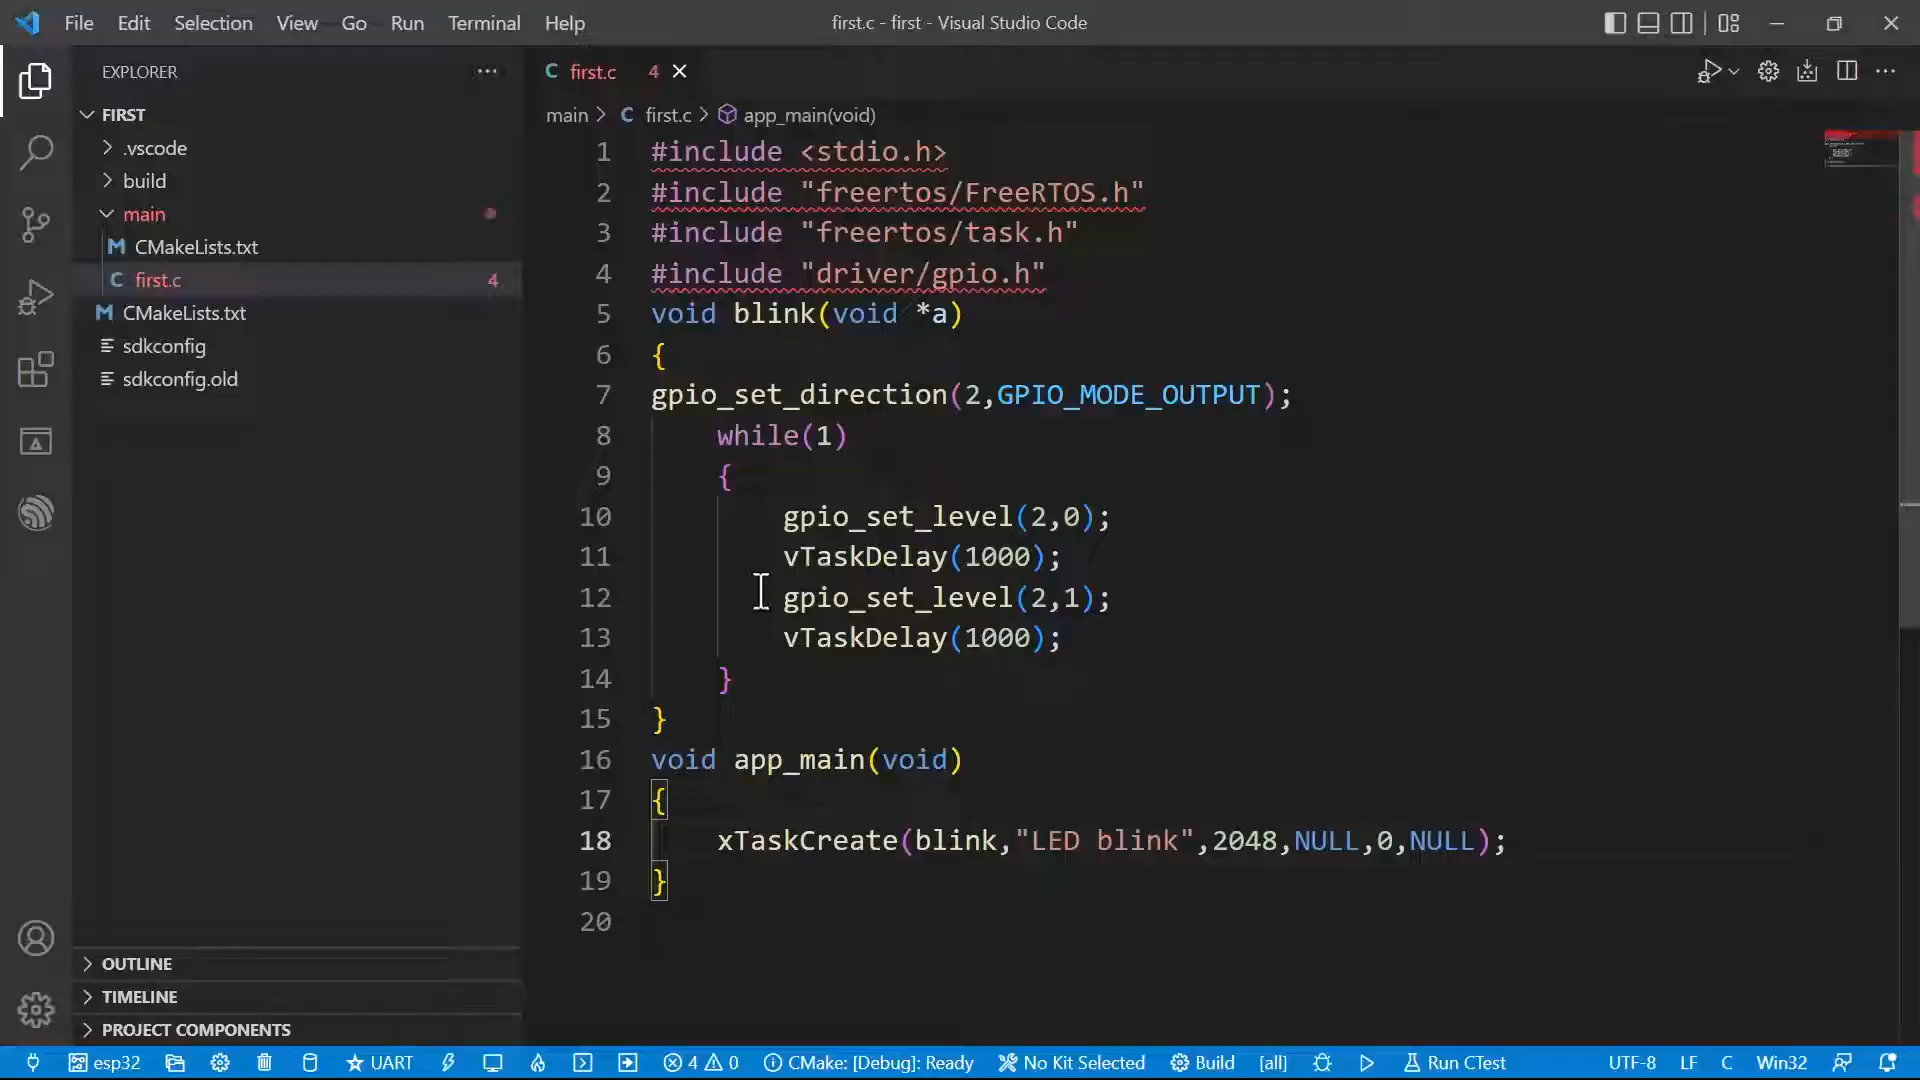 File Edit Selection View Go Run Terminal Help first.c - first - Visual Studio Code
EXPLORER
FIRST
.vscode
build
main
CMakeLists.txt
first.c 4
CMakeLists.txt
sdkconfig
sdkconfig.old
OUTLINE
TIMELINE
PROJECT COMPONENTS
C first.c 4
main > C first.c > app_main(void)
1 #include <stdio.h>
2 #include "freertos/FreeRTOS.h"
3 #include "freertos/task.h"
4 #include "driver/gpio.h"
5 void blink(void *a)
6 {
7 gpio_set_direction(2,GPIO_MODE_OUTPUT);
8 while(1)
9 {
10 gpio_set_level(2,0);
11 vTaskDelay(1000);
12 gpio_set_level(2,1);
13 vTaskDelay(1000);
14 }
15 }
16 void app_main(void)
17 {
18 xTaskCreate(blink,"LED blink",2048,NULL,0,NULL);
19 }
20
esp32 UART 4 0 CMake: [Debug]: Ready No Kit Selected Build [all] Run CTest UTF-8 LF C Win32